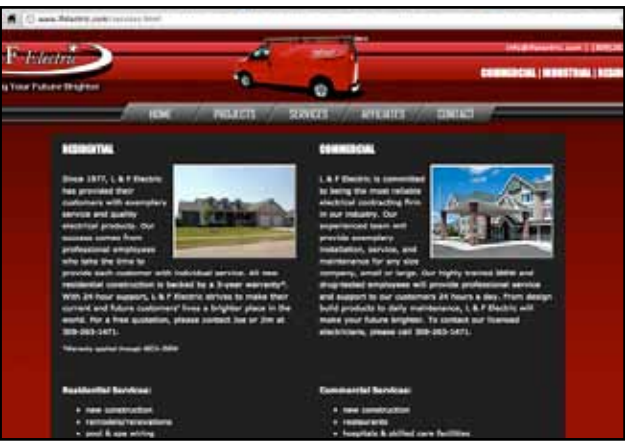 F Electric
Your Future Brighter
COMMERCIAL | INDUSTRIAL |
HOME PROJECTS SERVICES AFFILIATES CONTACT
RESIDENTIAL
Since 1977, L & F Electric
has provided their
customers with exemplary
service and quality
electrical products. Our
success comes from
professional employees
who take the time to
provide each customer with individual service. All new
residential construction is backed by a 3-year warranty*.
With 24 hour support, L & F Electric strives to make their
current and future customers' lives a brighter place in the
world. For a free quotation, please contact Joe or Jim at
309-263-1471.
*Warranty applied through
Residential Services:
• new construction
• remodels/renovations
• pool & spa wiring
COMMERCIAL
L & F Electric is committed
to being the most reliable
electrical contracting firm
in our industry. Our
experienced team will
provide exemplary
installation, service, and
maintenance for any size
company, small or large. Our highly trained IBEW and
drug-tested employees will provide professional service
and support to our customers 24 hours a day. From design
build products to daily maintenance, L & F Electric will
make your future brighter. To contact our licensed
electricians, please call 309-263-1471.
Commercial Services:
• new construction
• restaurants
• hospitals & skilled care facilities